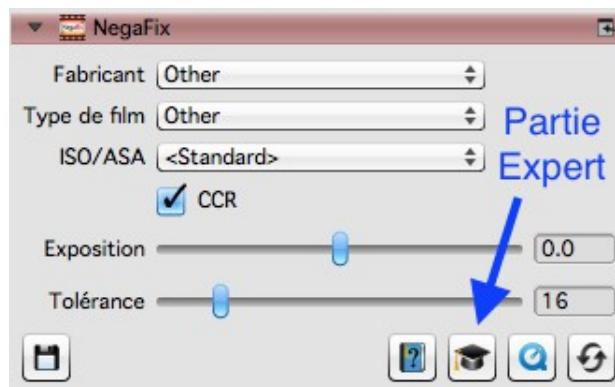 NegaFix
Fabricant Other
Type de film Other
Partie
Expert
ISO/ASA <Standard>
CCR
Exposition 0.0
Tolérance 16
?